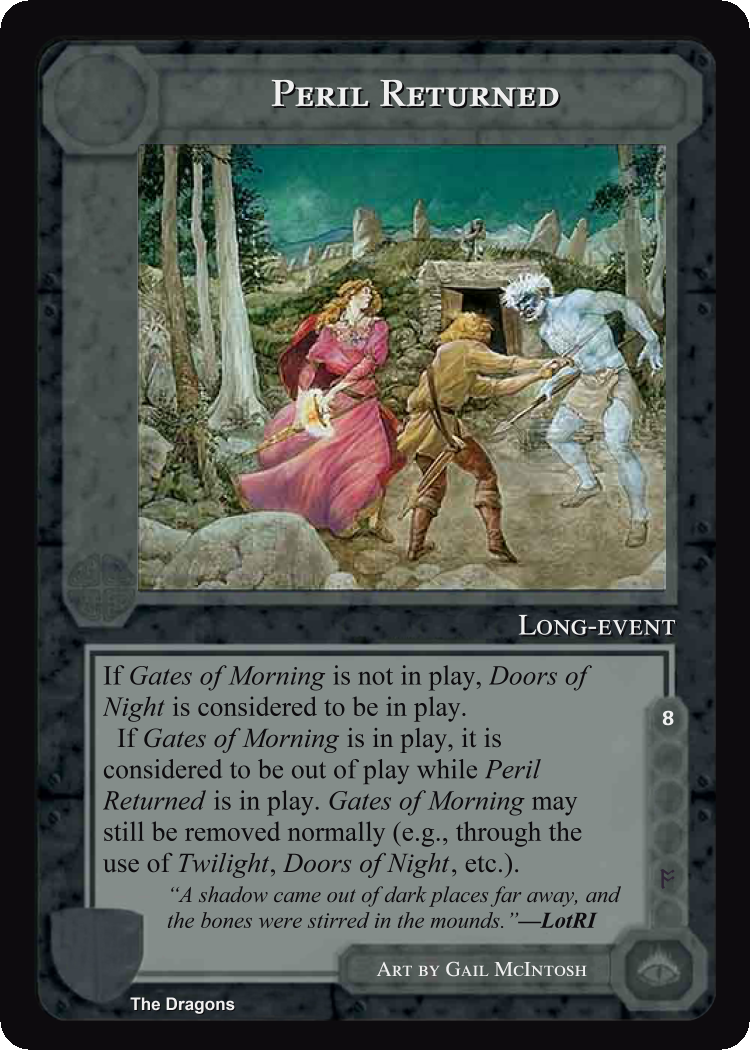 Peril Returned
Long-event
If Gates of Morning is not in play, Doors of
Night is considered to be in play.
If Gates of Morning is in play, it is
considered to be out of play while Peril
Returned is in play. Gates of Morning may
still be removed normally (e.g., through the
use of Twilight, Doors of Night, etc.).
8
ᚩ
“A shadow came out of dark places far away, and
the bones were stirred in the mounds.”—LotRI
Art by Gail McIntosh
The Dragons